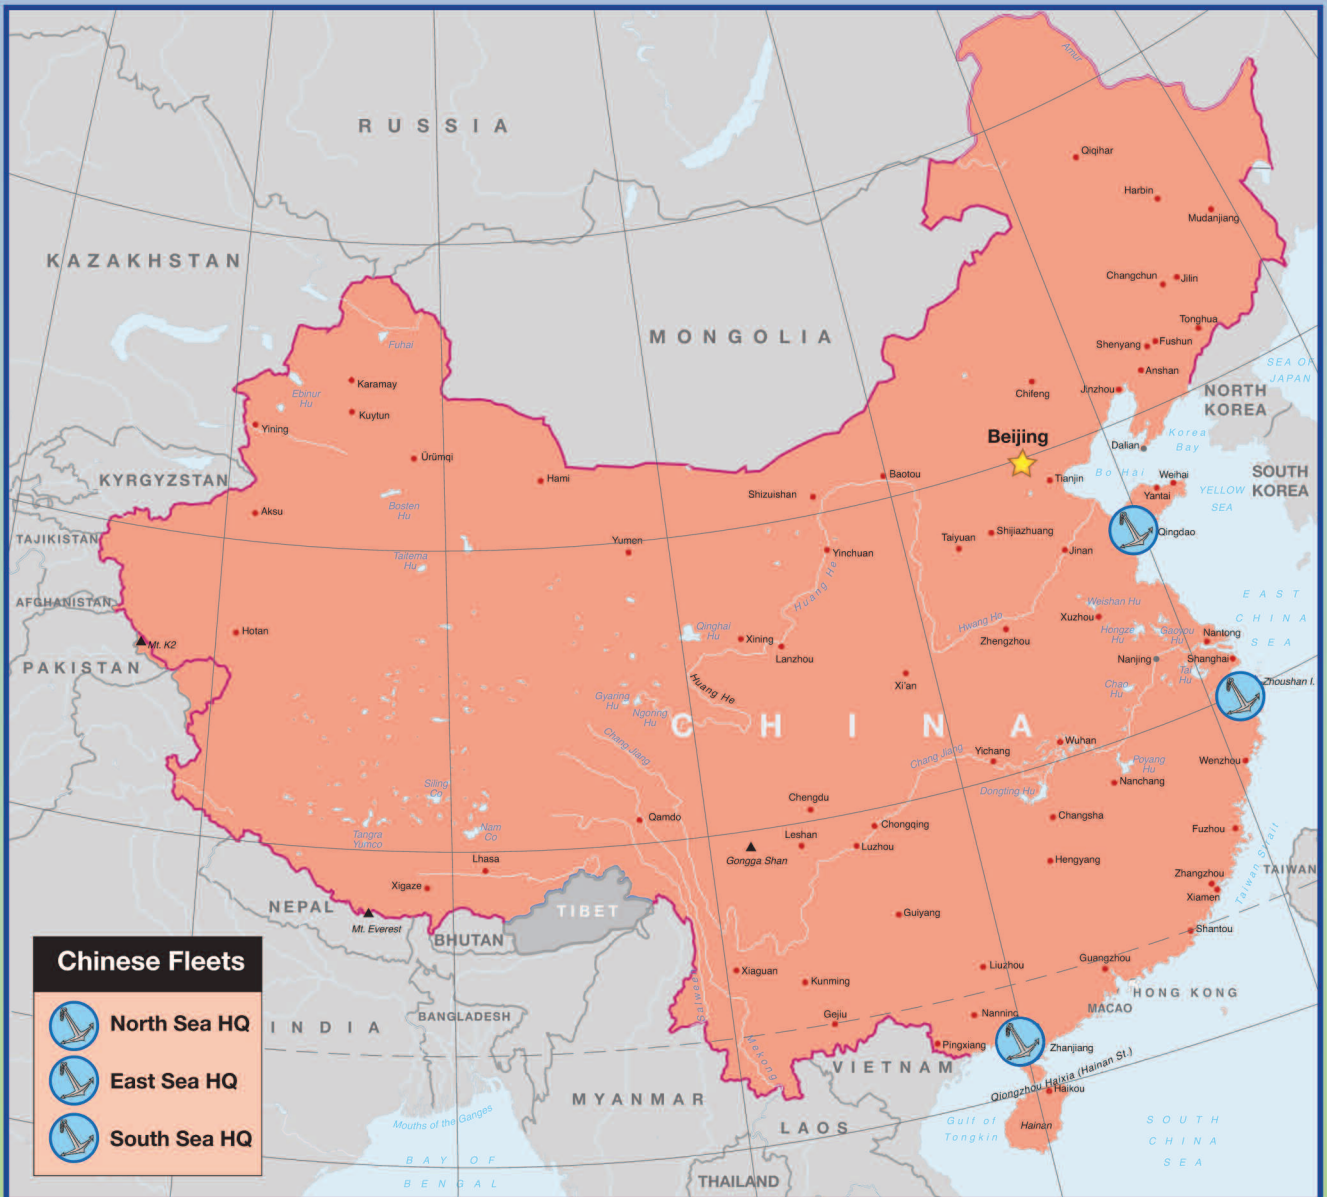 Amur
RUSSIA
Qiqihar
Harbin
Mudanjiang
KAZAKHSTAN
Changchun
Jilin
MONGOLIA
Tonghua
Fuhai
Shenyang
Fushun
SEA OF
JAPAN
Anshan
Karamay
Ebinur
Hu
Chifeng
Jinzhou
NORTH
KOREA
Kuytun
Yining
Beijing
Korea
Bay
Dalian
Ürümqi
KYRGYZSTAN
Hami
Baotou
Tianjin
Bo Hai
Weihai
SOUTH
KOREA
Shizuishan
Yantai
YELLOW
SEA
Bosten
Hu
Aksu
TAJIKISTAN
Yumen
Taiyuan
Shijiazhuang
Qingdao
Taitema
Hu
Yinchuan
Jinan
Huang He
AFGHANISTAN
EAST
CHINA
SEA
Weishan Hu
Xuzhou
Hotan
Qinghai
Hu
Hwang He
Hongze
Hu
Gaoyou
Hu
Nantong
Mt. K2
Xining
Zhengzhou
Lanzhou
Nanjing
Shanghai
PAKISTAN
Tai
Hu
Xi'an
Chao
Hu
Zhoushan I.
Huang He
Gyaring
Hu
Ngoring
Hu
CHINA
Chang Jiang
Wuhan
Chang Jiang
Yichang
Wenzhou
Poyang
Hu
Dongting Hu
Nanchang
Siling
Co
Chengdu
Qamdo
Changsha
Chongqing
Fuzhou
Nam
Co
Tangra
Yumco
Leshan
Luzhou
Taiwan Strait
Lhasa
Gongga Shan
Hengyang
TAIWAN
Zhangzhou
Xigaze
Xiamen
NEPAL
TIBET
Guiyang
Mt. Everest
BHUTAN
Shantou
Chinese Fleets
Guangzhou
Liuzhou
Xiaguan
Kunming
HONG KONG
Salween
MACAO
North Sea HQ
INDIA
BANGLADESH
Gejiu
Nanning
Pingxiang
Zhanjiang
Mekong
VIETNAM
Qiongzhou Haixia (Hainan St.)
East Sea HQ
Haikou
MYANMAR
Mouths of the Ganges
LAOS
Gulf of
Tongkin
Hainan
SOUTH
CHINA
SEA
South Sea HQ
BAY OF
BENGAL
THAILAND